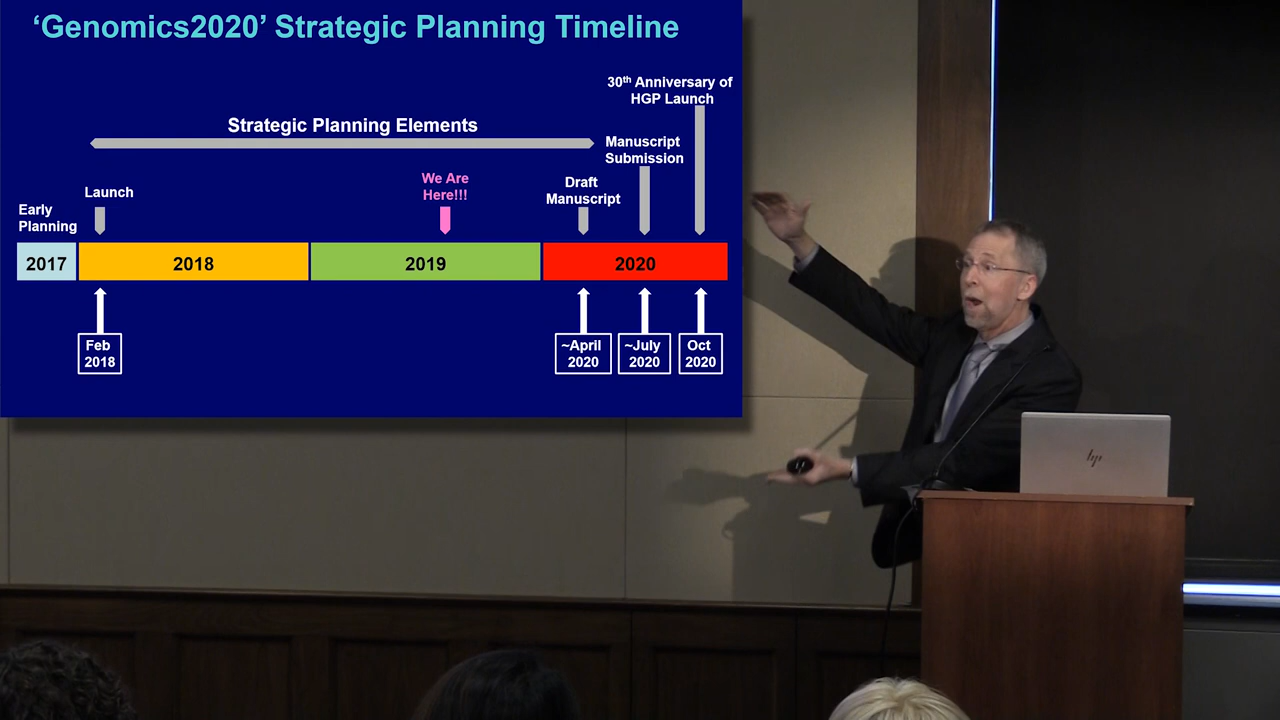 ‘Genomics2020’ Strategic Planning Timeline
30th Anniversary of
HGP Launch
Strategic Planning Elements
Manuscript
Submission
We Are
Here!!!
Draft
Manuscript
Launch
Early
Planning
2017
2018
2019
2020
Feb
2018
~April
2020
~July
2020
Oct
2020
hp